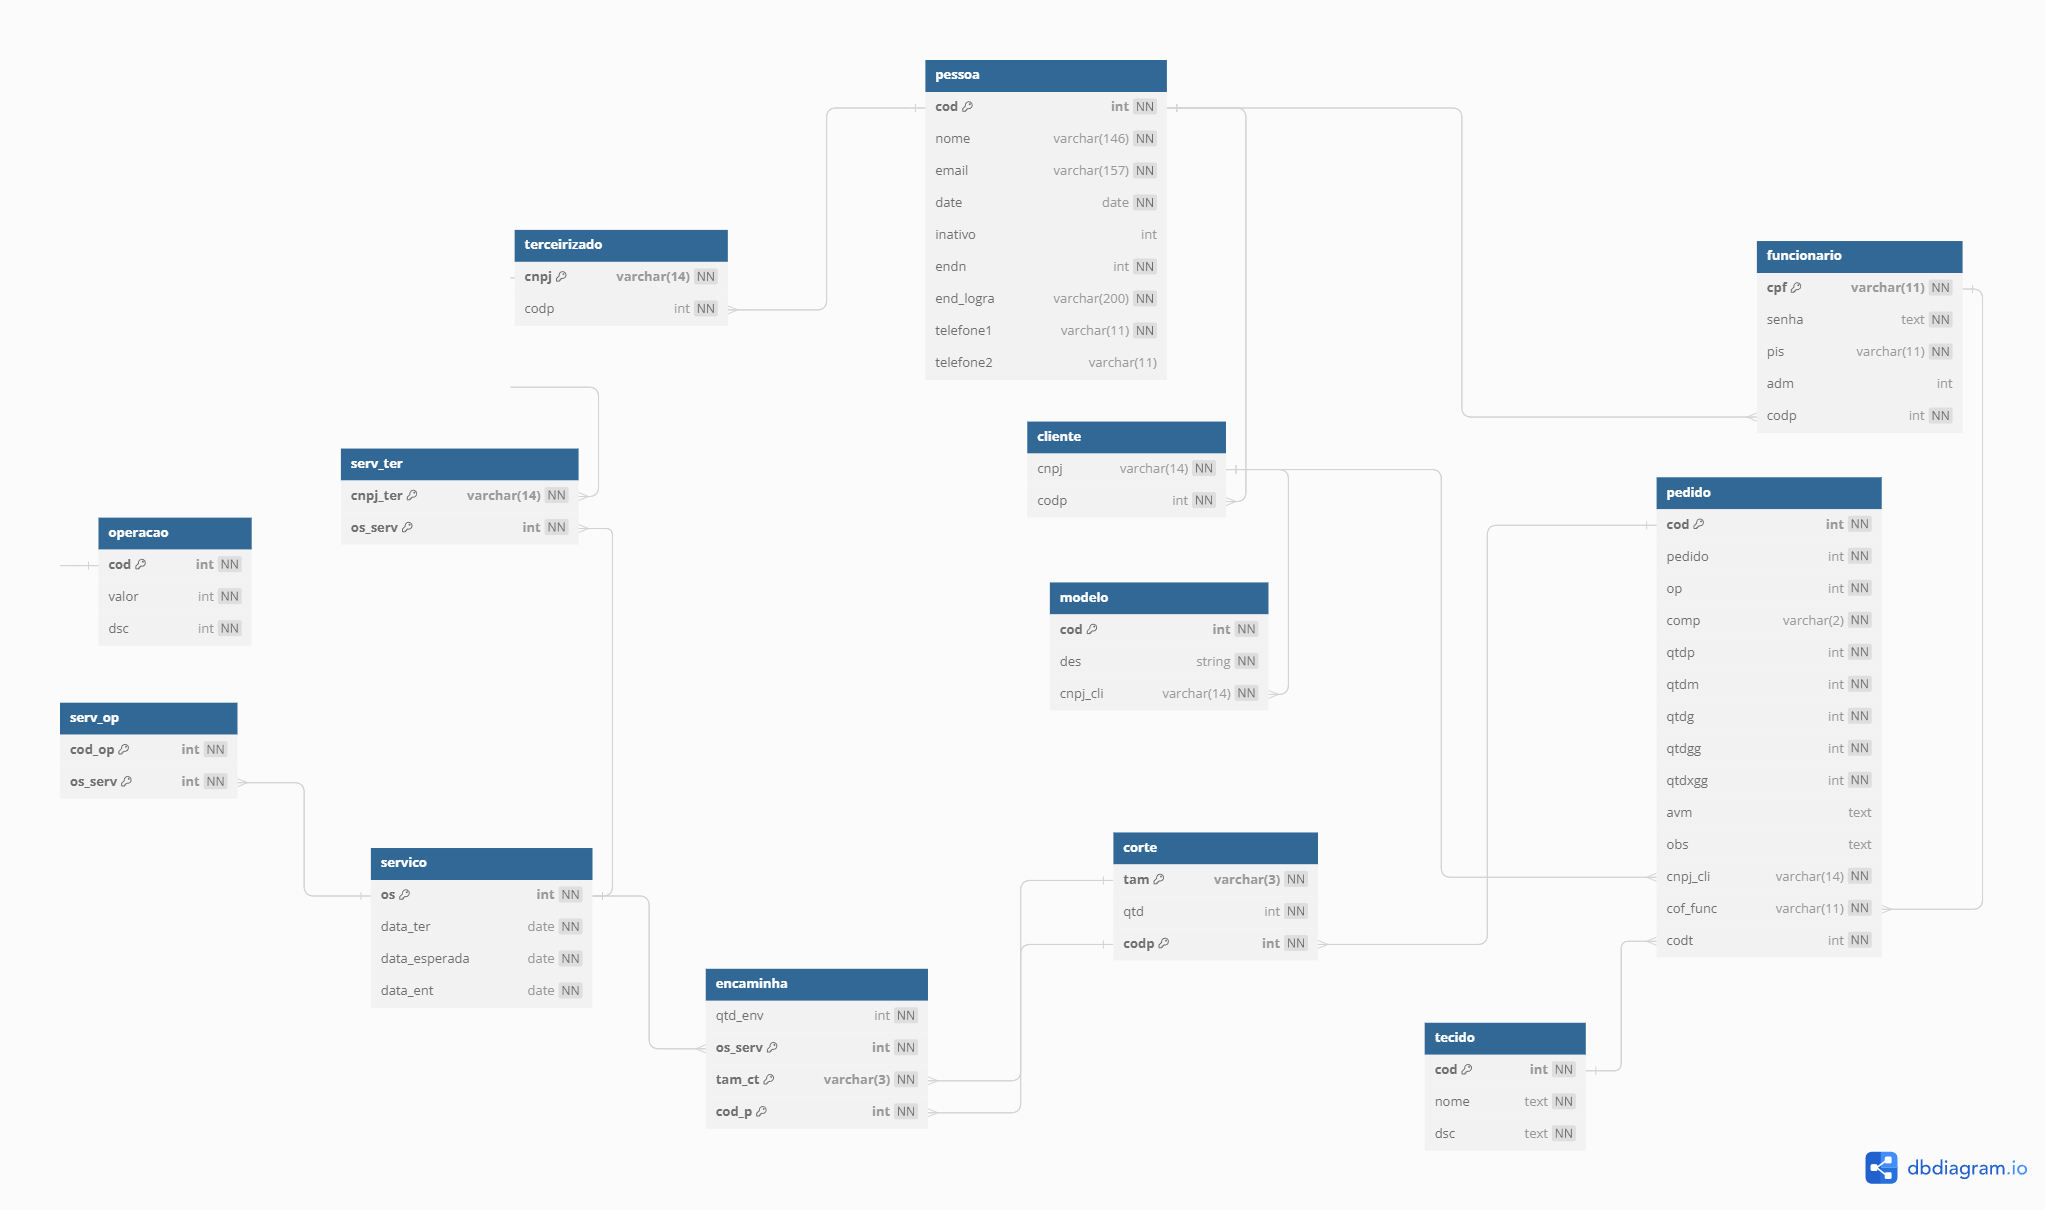 pessoa
cod int NN
nome varchar(146) NN
email varchar(157) NN
date date NN
inativo int
endn int NN
end_logra varchar(200) NN
telefone1 varchar(11) NN
telefone2 varchar(11)
terceirizado
cnpj varchar(14) NN
codp int NN
funcionario
cpf varchar(11) NN
senha text NN
pis varchar(11) NN
adm int
codp int NN
cliente
cnpj varchar(14) NN
codp int NN
serv_ter
cnpj_ter varchar(14) NN
os_serv int NN
pedido
cod int NN
pedido int NN
op int NN
comp varchar(2) NN
qtdp int NN
qtdm int NN
qtdg int NN
qtdgg int NN
qtdxgg int NN
avm text
obs text
cnpj_cli varchar(14) NN
cof_func varchar(11) NN
codt int NN
operacao
cod int NN
valor int NN
dsc int NN
modelo
cod int NN
des string NN
cnpj_cli varchar(14) NN
serv_op
cod_op int NN
os_serv int NN
servico
os int NN
data_ter date NN
data_esperada date NN
data_ent date NN
corte
tam varchar(3) NN
qtd int NN
codp int NN
encaminha
qtd_env int NN
os_serv int NN
tam_ct varchar(3) NN
cod_p int NN
tecido
cod int NN
nome text NN
dsc text NN
dbdiagram.io